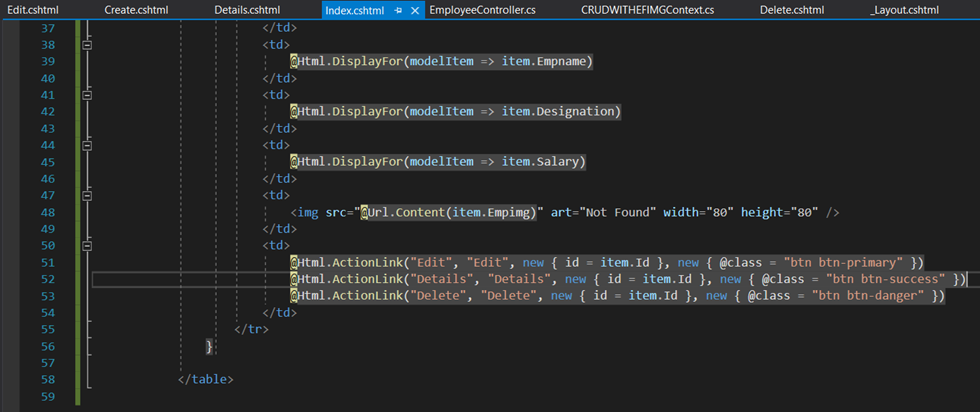 Edit.cshtml Create.cshtml Details.cshtml Index.cshtml EmployeeController.cs CRUDWITHEFIMGContext.cs Delete.cshtml _Layout.cshtml
37 </td>
38 <td>
39 @Html.DisplayFor(modelItem => item.Empname)
40 </td>
41 <td>
42 @Html.DisplayFor(modelItem => item.Designation)
43 </td>
44 <td>
45 @Html.DisplayFor(modelItem => item.Salary)
46 </td>
47 <td>
48 <img src="@Url.Content(item.Empimg)" art="Not Found" width="80" height="80" />
49 </td>
50 <td>
51 @Html.ActionLink("Edit", "Edit", new { id = item.Id }, new { @class = "btn btn-primary" })
52 @Html.ActionLink("Details", "Details", new { id = item.Id }, new { @class = "btn btn-success" })
53 @Html.ActionLink("Delete", "Delete", new { id = item.Id }, new { @class = "btn btn-danger" })
54 </td>
55 </tr>
56 }
57
58 </table>
59